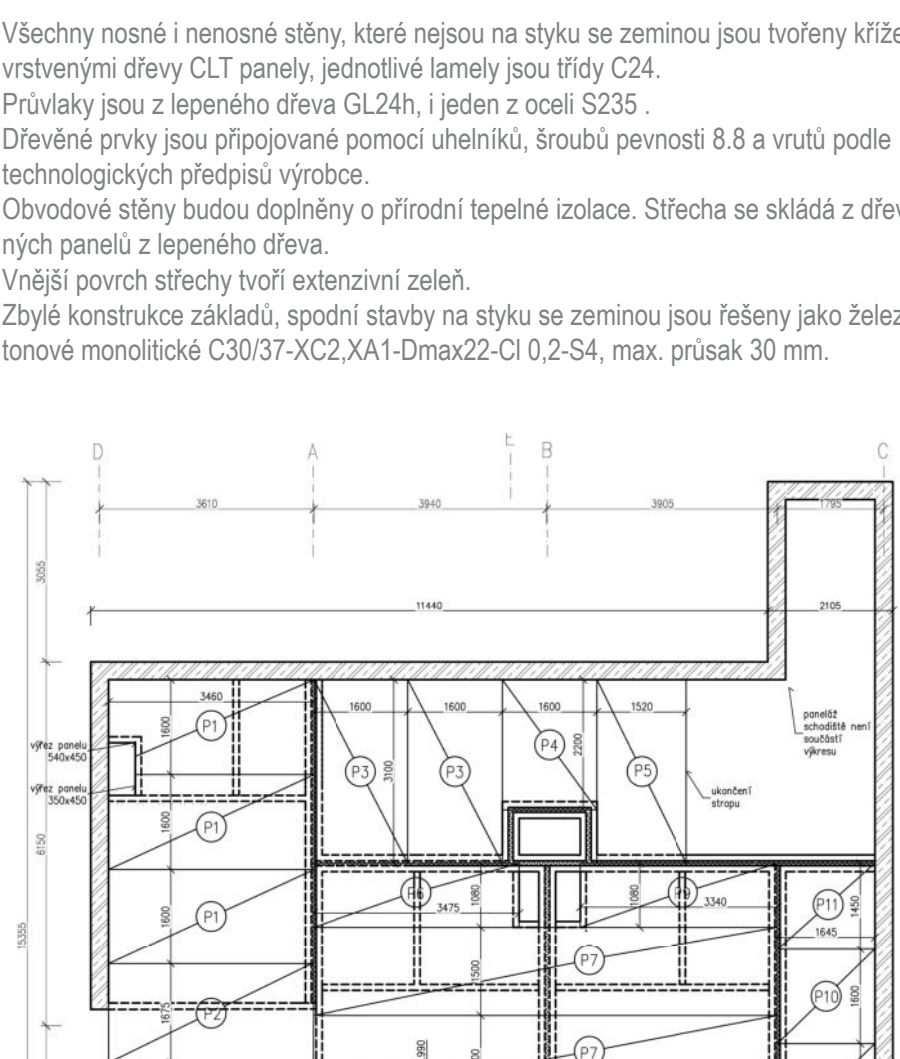 Všechny nosné i nenosné stěny, které nejsou na styku se zeminou jsou tvořeny kříže
vrstvenými dřevy CLT panely, jednotlivé lamely jsou třídy C24.
Průvlaky jsou z lepeného dřeva GL24h, i jeden z oceli S235 .
Dřevěné prvky jsou připojované pomocí uhelníků, šroubů pevnosti 8.8 a vrutů podle
technologických předpisů výrobce.
Obvodové stěny budou doplněny o přírodní tepelné izolace. Střecha se skládá z dřev
ných panelů z lepeného dřeva.
Vnější povrch střechy tvoří extenzivní zeleň.
Zbylé konstrukce základů, spodní stavby na styku se zeminou jsou řešeny jako želez
tonové monolitické C30/37-XC2,XA1-Dmax22-Cl 0,2-S4, max. průsak 30 mm.
D A E B C
3610 3940 3905 1795
3055
11440 2105
3460
1600 1600 1600 1600 1520
P1
výřez panelu
540x450
P3 3100 P3 P4 2200 P5
paneláž
schodiště není
součástí
výkresu
výřez panelu
350x450
ukončení
stropu
1600 P1
6150
P6 1080 1080 P9
3475 3340
1600 P1
P11 1450
1645
15355
P7
1500
P10 1600
1675 P2
990
P7